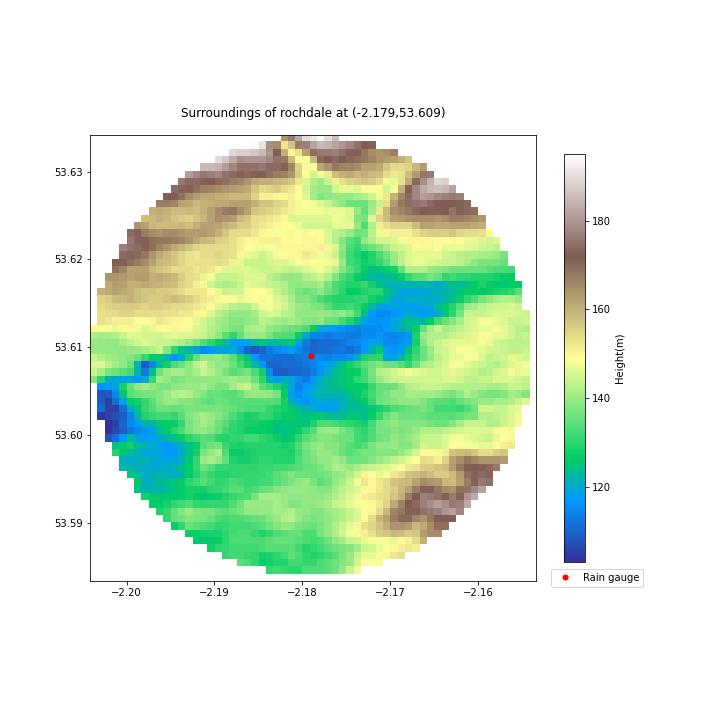 Surroundings of rochdale at (-2.179,53.609)
53.63
53.62
53.61
53.60
53.59
−2.20 −2.19 −2.18 −2.17 −2.16
180
160
140
120
Height(m)
Rain gauge